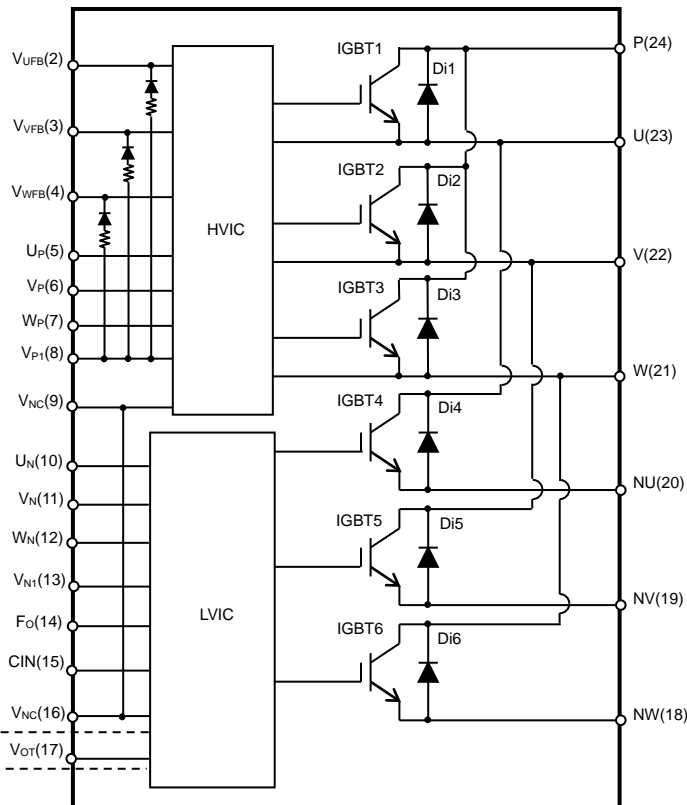 VUFB(2)
VVFB(3)
VWFB(4)
UP(5)
VP(6)
WP(7)
VP1(8)
VNC(9)
UN(10)
VN(11)
WN(12)
VN1(13)
FO(14)
CIN(15)
VNC(16)
VOT(17)
HVIC
LVIC
IGBT1
Di1
IGBT2
Di2
IGBT3
Di3
IGBT4
Di4
IGBT5
Di5
IGBT6
Di6
P(24)
U(23)
V(22)
W(21)
NU(20)
NV(19)
NW(18)